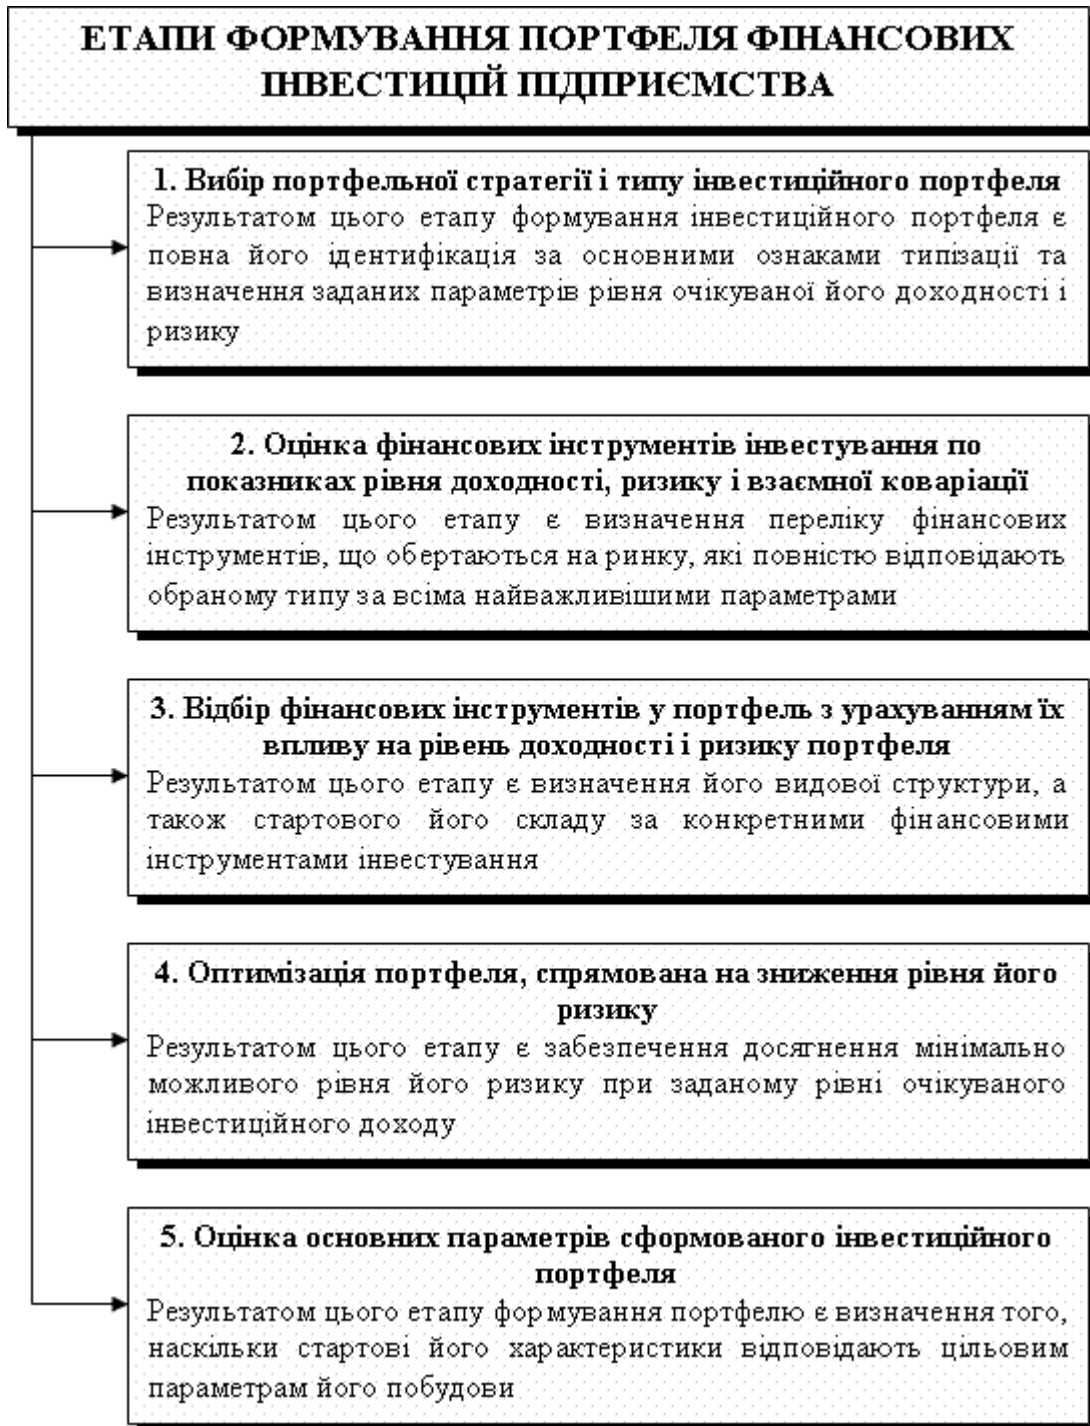 ЕТАПИ ФОРМУВАННЯ ПОРТФЕЛЯ ФІНАНСОВИХ
ІНВЕСТИЦІЙ ПІДПРИЄМСТВА
1. Вибір портфельної стратегії і типу інвестиційного портфеля
Результатом цього етапу формування інвестиційного портфеля є
повна його ідентифікація за основними ознаками типізації та
визначення заданих параметрів рівня очікуваної його доходності і
ризику
2. Оцінка фінансових інструментів інвестування по
показниках рівня доходності, ризику і взаємної коваріації
Результатом цього етапу є визначення переліку фінансових
інструментів, що обертаються на ринку, які повністю відповідають
обраному типу за всіма найважливішими параметрами
3. Відбір фінансових інструментів у портфель з урахуванням їх
впливу на рівень доходності і ризику портфеля
Результатом цього етапу є визначення його видової структури, а
також стартового його складу за конкретними фінансовими
інструментами інвестування
4. Оптимізація портфеля, спрямована на зниження рівня його
ризику
Результатом цього етапу є забезпечення досягнення мінімально
можливого рівня його ризику при заданому рівні очікуваного
інвестиційного доходу
5. Оцінка основних параметрів сформованого інвестиційного
портфеля
Результатом цього етапу формування портфелю є визначення того,
наскільки стартові його характеристики відповідають цільовим
параметрам його побудови